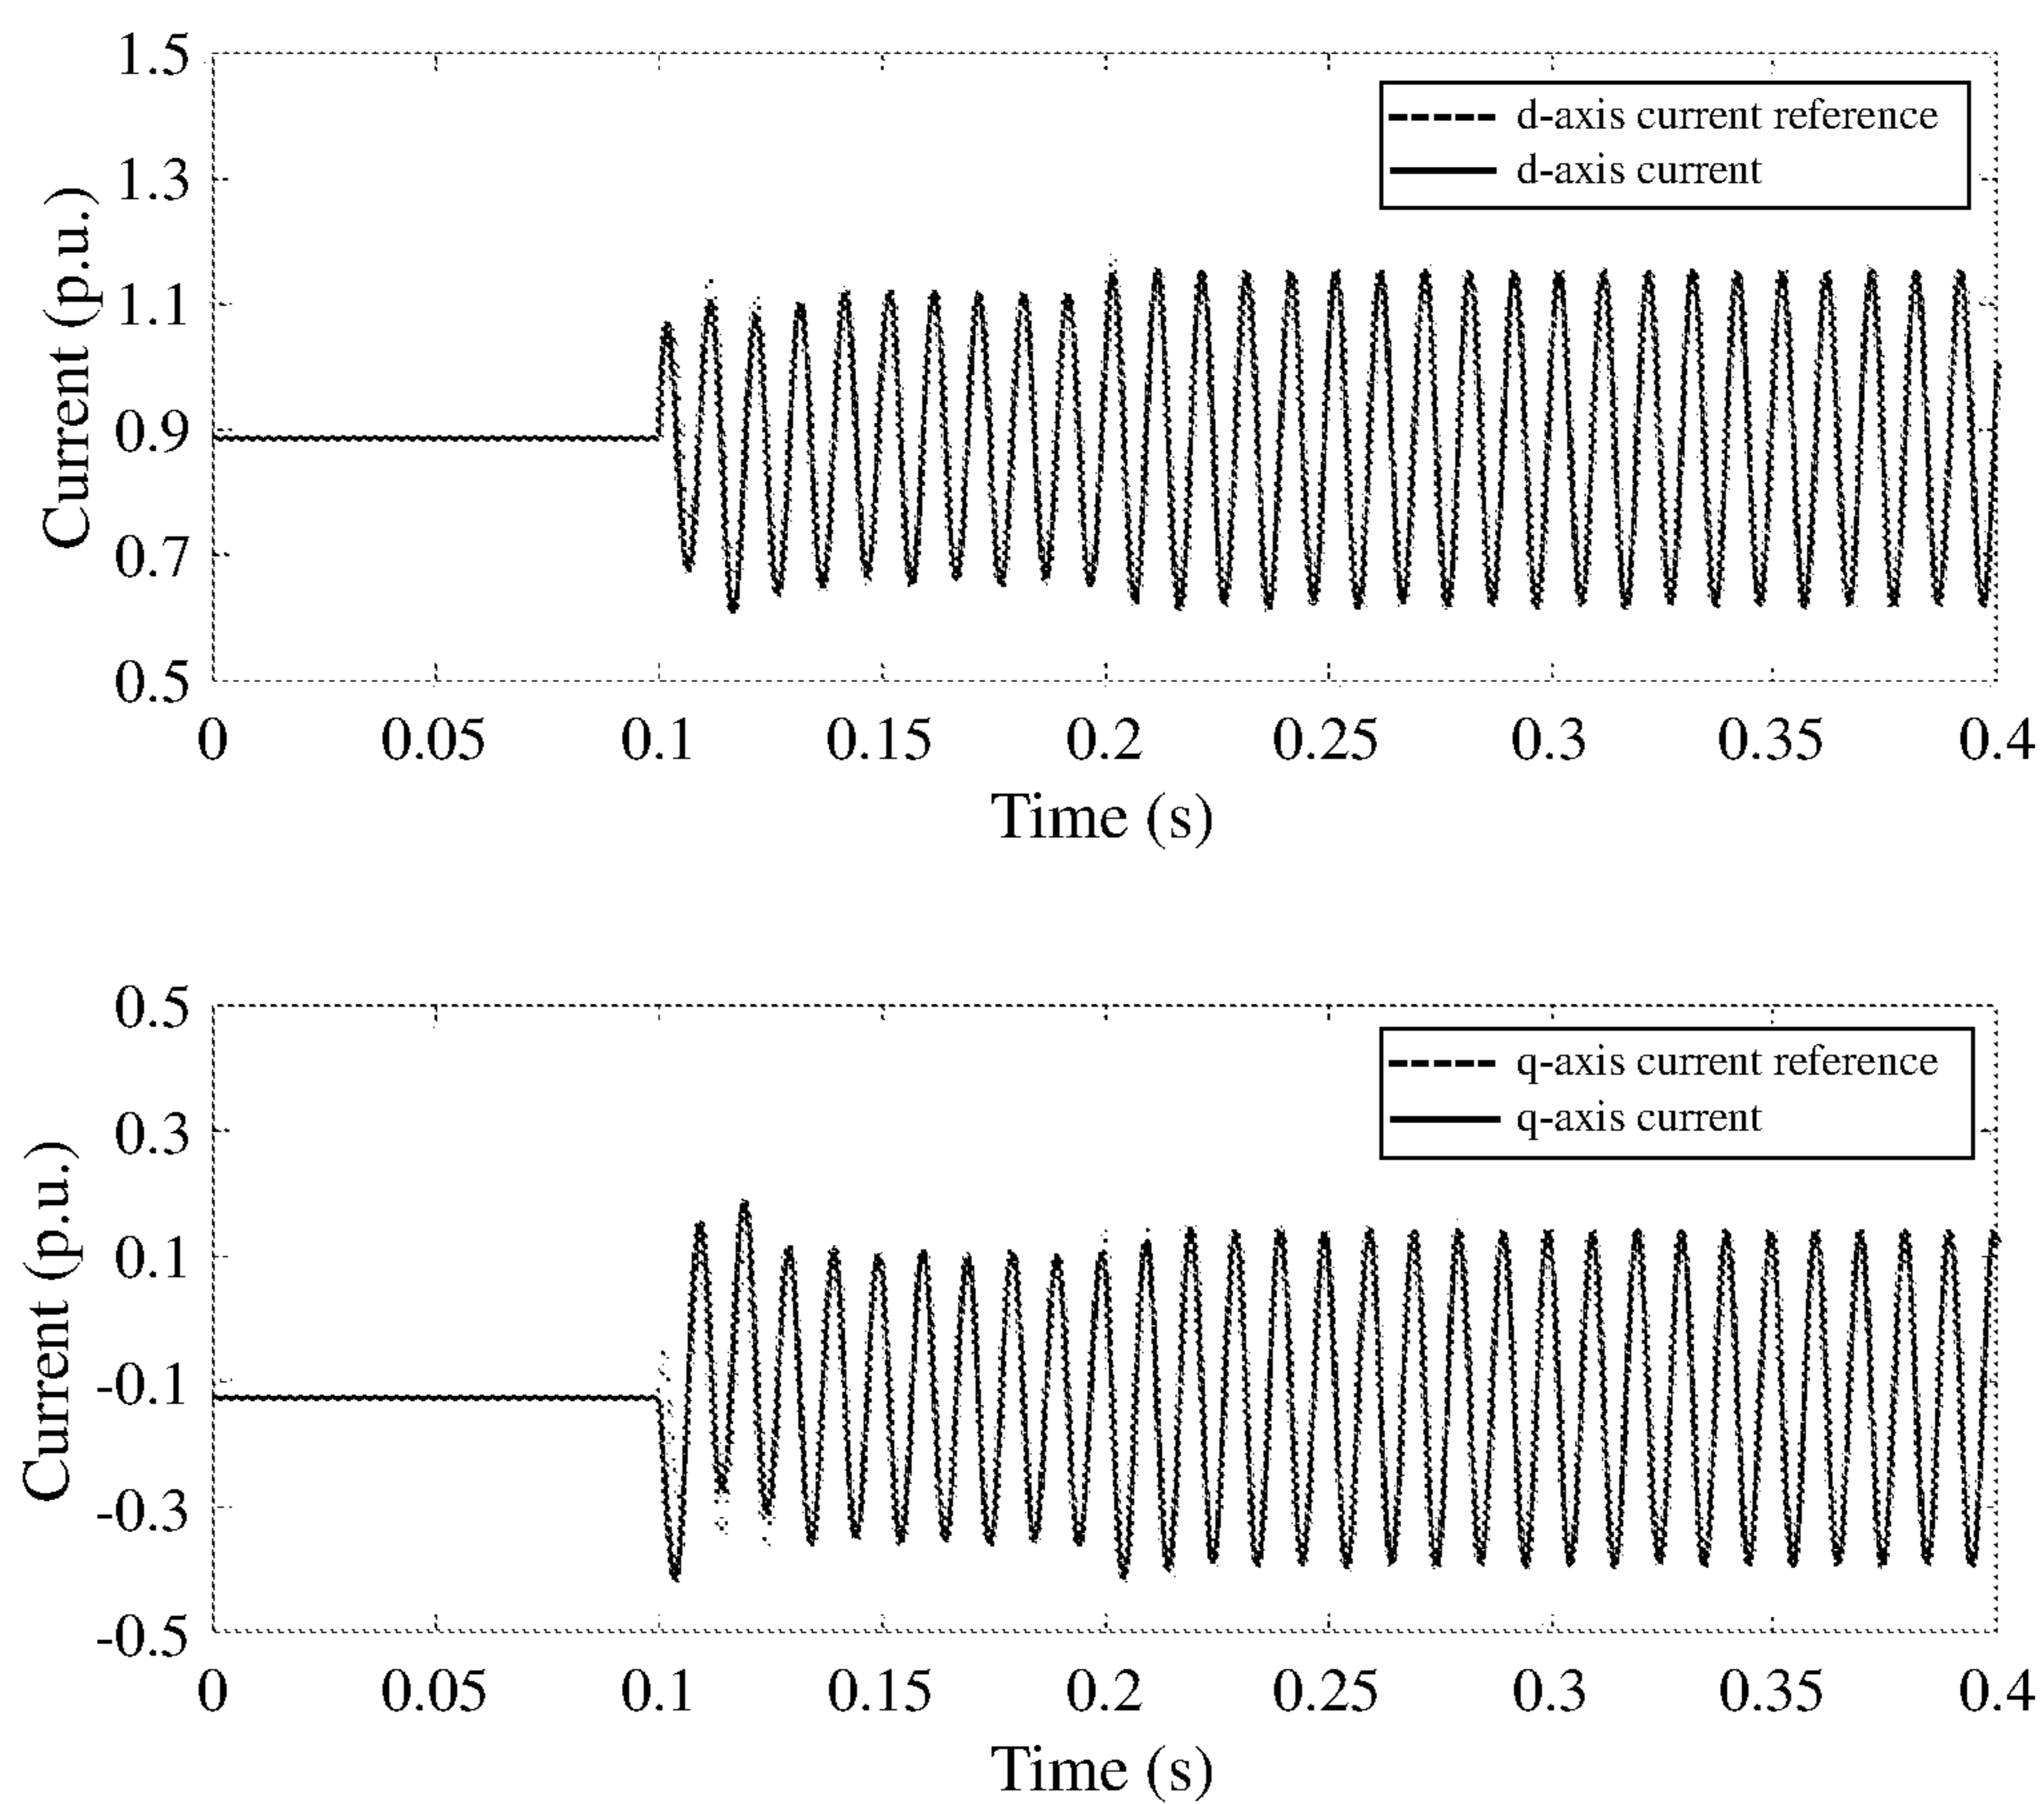 1.5
d-axis current reference
1.3
d-axis current
1.1
Current (p.u.)
0.9
0.7
0.5
0 0.05 0.1 0.15 0.2 0.25 0.3 0.35 0.4
Time (s)
0.5
q-axis current reference
0.3
q-axis current
0.1
Current (p.u.)
-0.1
-0.3
-0.5
0 0.05 0.1 0.15 0.2 0.25 0.3 0.35 0.4
Time (s)